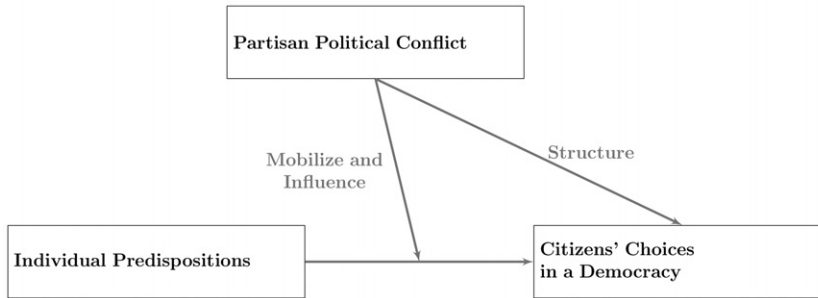 Partisan Political Conflict
Mobilize and
Influence
Structure
Individual Predispositions
Citizens' Choices
in a Democracy